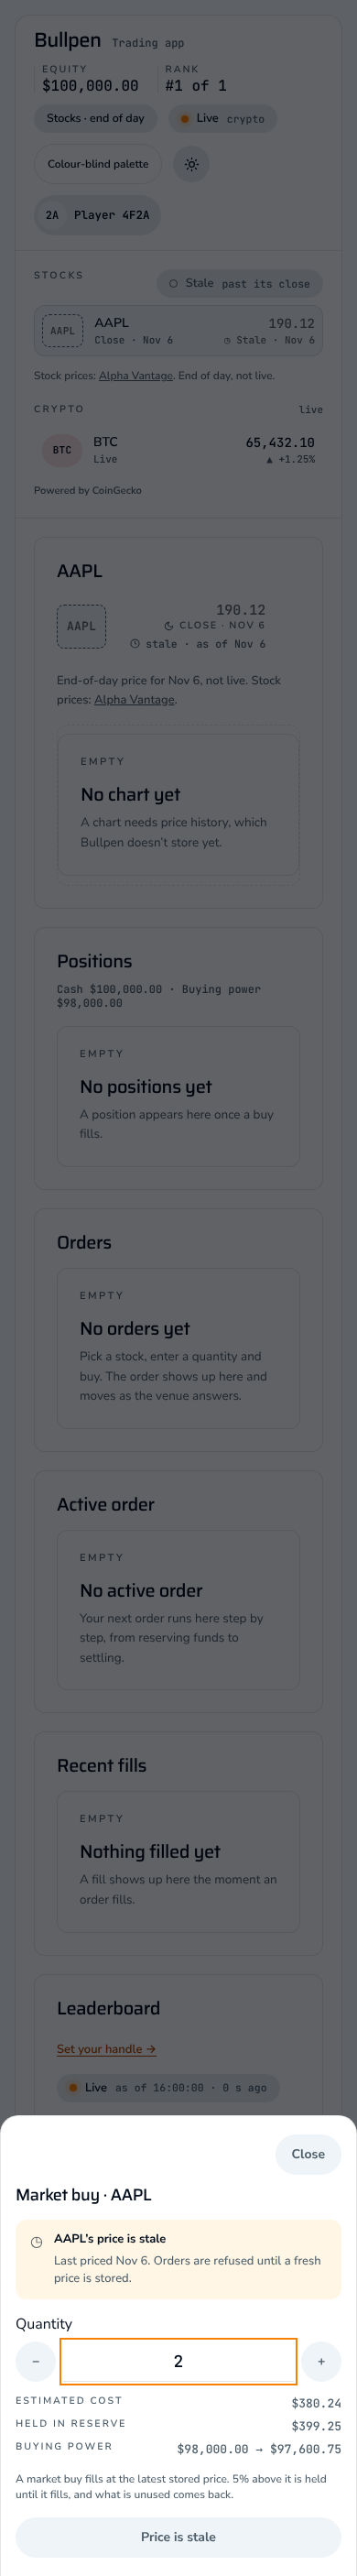 Bullpen Trading app
EQUITY RANK
$100,000.00 #1 of 1
Stocks · end of day Live crypto
Colour-blind palette
2A Player 4F2A
STOCKS Stale past its close
AAPL AAPL 190.12
Close · Nov 6 Stale · Nov 6
Stock prices: Alpha Vantage. End of day, not live.
CRYPTO live
BTC BTC 65,432.10
Live ▲ +1.25%
Powered by CoinGecko
AAPL
AAPL 190.12
CLOSE · NOV 6
stale · as of Nov 6
End-of-day price for Nov 6, not live. Stock
prices: Alpha Vantage.
EMPTY
No chart yet
A chart needs price history, which
Bullpen doesn't store yet.
Positions
Cash $100,000.00 · Buying power
$98,000.00
EMPTY
No positions yet
A position appears here once a buy
fills.
Orders
EMPTY
No orders yet
Pick a stock, enter a quantity and
buy. The order shows up here and
moves as the venue answers.
Active order
EMPTY
No active order
Your next order runs here step by
step, from reserving funds to
settling.
Recent fills
EMPTY
Nothing filled yet
A fill shows up here the moment an
order fills.
Leaderboard
Set your handle →
Live as of 16:00:00 · 0 s ago
Close
Market buy · AAPL
AAPL's price is stale
Last priced Nov 6. Orders are refused until a fresh
price is stored.
Quantity
− 2 +
ESTIMATED COST $380.24
HELD IN RESERVE $399.25
BUYING POWER $98,000.00 → $97,600.75
A market buy fills at the latest stored price. 5% above it is held
until it fills, and what is unused comes back.
Price is stale